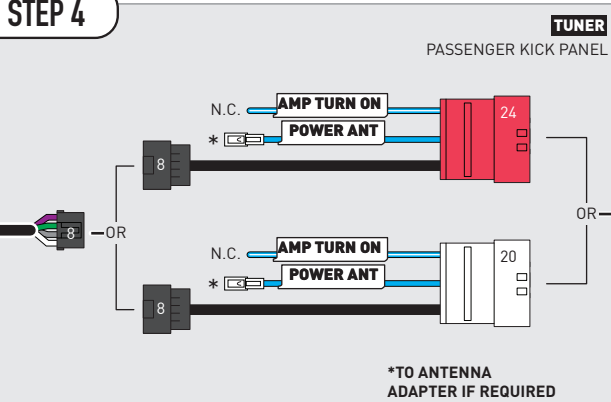 STEP 4
TUNER
PASSENGER KICK PANEL
N.C.
AMP TURN ON
24
*
POWER ANT
8
8
OR
OR
N.C.
AMP TURN ON
20
*
POWER ANT
8
*TO ANTENNA
ADAPTER IF REQUIRED